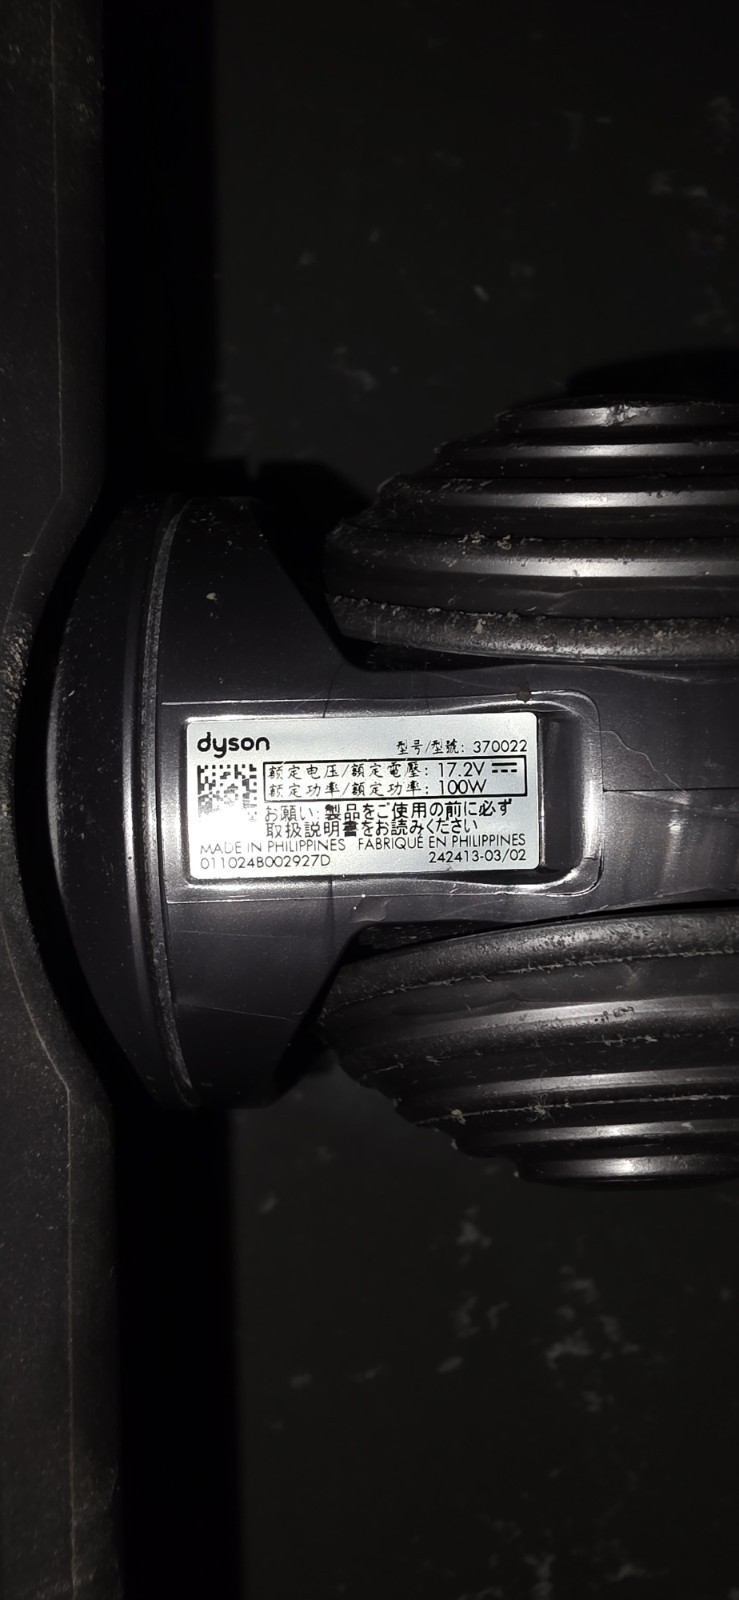 dyson
型号/型號: 370022
额定电压/額定電壓: 17.2V ⎓
额定功率/額定功率: 100W
お願い: 製品をご使用の前に必ず
取扱説明書をお読みください
MADE IN PHILIPPINES FABRIQUÉ EN PHILIPPINES
011024B002927D 242413-03/02